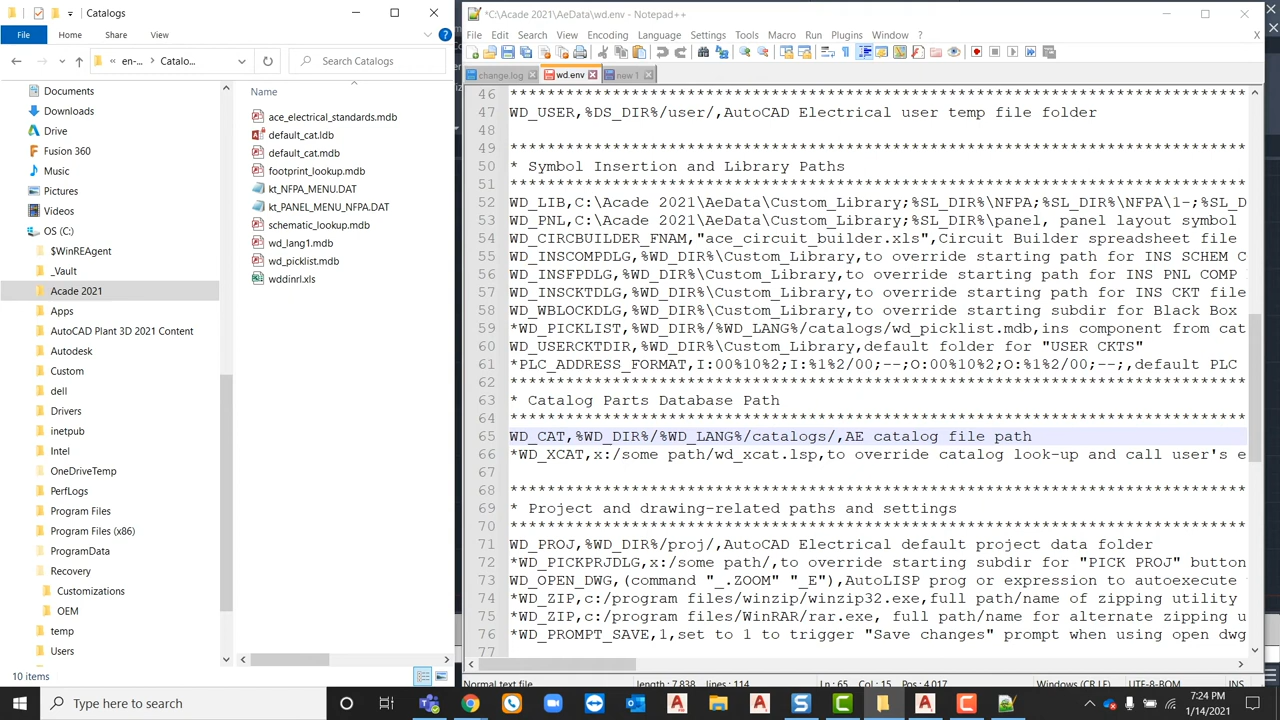 Catalogs
File
Home
Share
View
er...
Catalo...
Search Catalogs
Documents
Downloads
Drive
Fusion 360
Music
Pictures
Videos
OS (C:)
$WinREAgent
_Vault
Acade 2021
Apps
AutoCAD Plant 3D 2021 Content
Autodesk
Custom
dell
Drivers
inetpub
Intel
OneDriveTemp
PerfLogs
Program Files
Program Files (x86)
ProgramData
Recovery
Customizations
OEM
temp
Users
Name
ace_electrical_standards.mdb
default_cat.ldb
default_cat.mdb
footprint_lookup.mdb
kt_NFPA_MENU.DAT
kt_PANEL_MENU_NFPA.DAT
schematic_lookup.mdb
wd_lang1.mdb
wd_picklist.mdb
wddinrl.xls
10 items
*C:\Acade 2021\AeData\wd.env - Notepad++
File Edit Search View Encoding Language Settings Tools Macro Run Plugins Window ? X
change.log wd.env new 1
46 *******************************************************************************
47 WD_USER,%DS_DIR%/user/,AutoCAD Electrical user temp file folder
48
49 *******************************************************************************
50 * Symbol Insertion and Library Paths
51 *******************************************************************************
52 WD_LIB,C:\Acade 2021\AeData\Custom_Library;%SL_DIR%\NFPA;%SL_DIR%\NFPA\1-;%SL_D
53 WD_PNL,C:\Acade 2021\AeData\Custom_Library;%SL_DIR%\panel, panel layout symbol
54 WD_CIRCBUILDER_FNAM,"ace_circuit_builder.xls",Circuit Builder spreadsheet file
55 WD_INSCOMPDLG,%WD_DIR%\Custom_Library,to override starting path for INS SCHEM C
56 WD_INSFPDLG,%WD_DIR%\Custom_Library,to override starting path for INS PNL COMP
57 WD_INSCKTDLG,%WD_DIR%\Custom_Library,to override starting path for INS CKT file
58 WD_WBLOCKDLG,%WD_DIR%\Custom_Library,to override starting subdir for Black Box
59 *WD_PICKLIST,%WD_DIR%/%WD_LANG%/catalogs/wd_picklist.mdb,ins component from cat
60 WD_USERCKTDIR,%WD_DIR%\Custom_Library,default folder for "USER CKTS"
61 *PLC_ADDRESS_FORMAT,I:00%10%2;I:%1%2/00;--;O:00%10%2;O:%1%2/00;--;,default PLC
62 *******************************************************************************
63 * Catalog Parts Database Path
64 *******************************************************************************
65 WD_CAT,%WD_DIR%/%WD_LANG%/catalogs/,AE catalog file path
66 *WD_XCAT,x:/some path/wd_xcat.lsp,to override catalog look-up and call user's e
67
68 *******************************************************************************
69 * Project and drawing-related paths and settings
70 *******************************************************************************
71 WD_PROJ,%WD_DIR%/proj/,AutoCAD Electrical default project data folder
72 *WD_PICKPRJDLG,x:/some path/,to override starting subdir for "PICK PROJ" button
73 WD_OPEN_DWG,(command "_.ZOOM" "_E"),AutoLISP prog or expression to autoexecute
74 *WD_ZIP,c:/program files/winzip/winzip32.exe,full path/name of zipping utility
75 *WD_ZIP,c:/program files/WinRAR/rar.exe, full path/name for alternate zipping u
76 *WD_PROMPT_SAVE,1,set to 1 to trigger "Save changes" prompt when using open dwg
77
Normal text file length : 7,838 lines : 114 Ln : 65 Col : 15 Pos : 4,017 Windows (CR LF) UTF-8-BOM INS
Type here to search
7:24 PM
1/14/2021